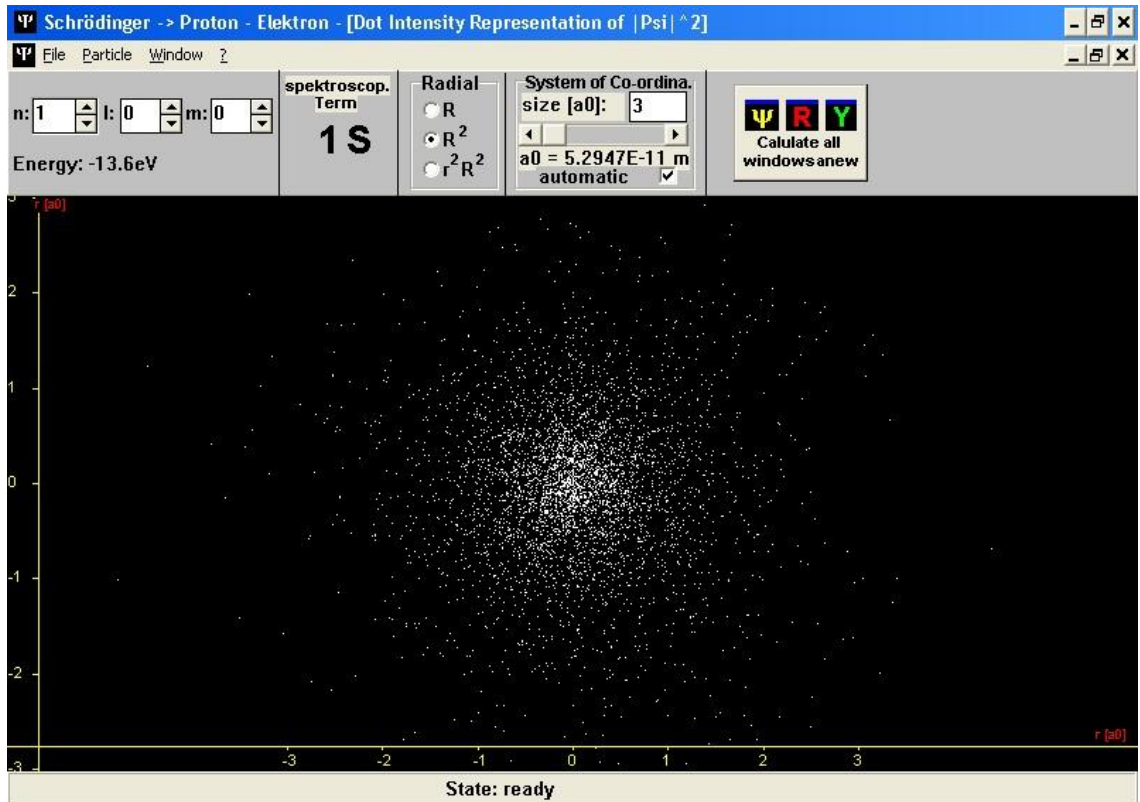 Ψ Schrödinger -> Proton - Elektron - [Dot Intensity Representation of |Psi|^2]
Ψ File Particle Window ?
n: 1 l: 0 m: 0
Energy: -13.6eV
spektroscop.
Term
1 S
Radial
R
R²
r²R²
System of Co-ordina.
size [a0]: 3
a0 = 5.2947E-11 m
automatic
Ψ R Y
Calulate all
windows anew
3
r [a0]
2
1
0
-1
-2
-3
-3 -2 -1 0 1 2 3
r [a0]
State: ready